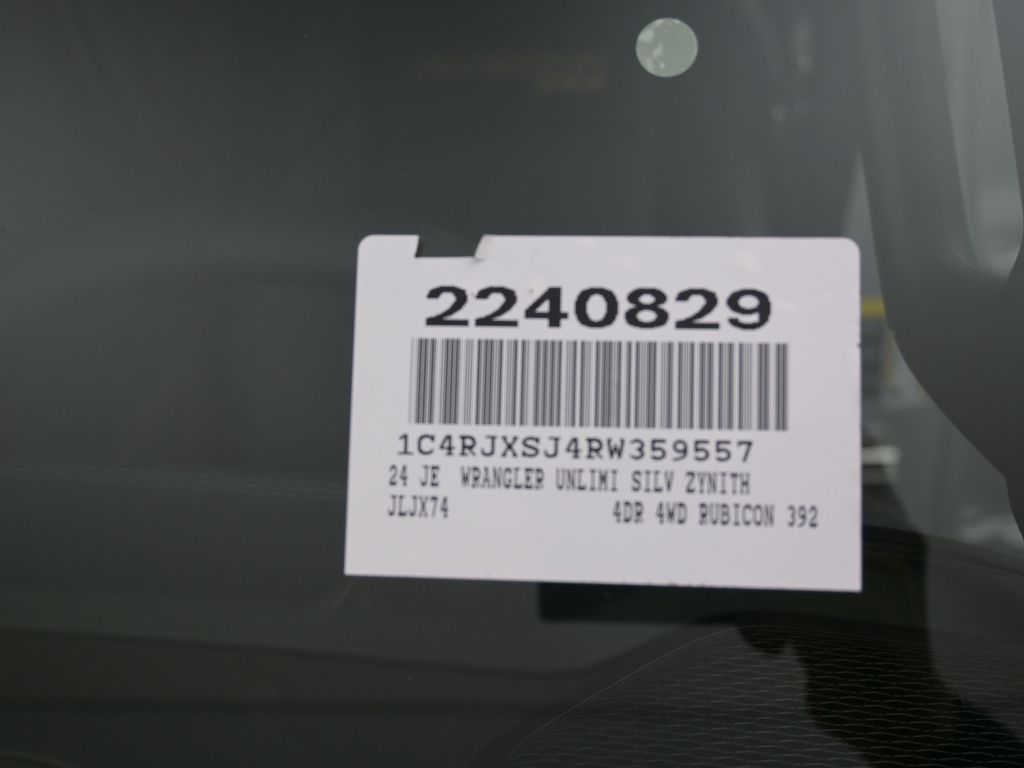 2240829
1C4RJXSJ4RW359557
24 JE WRANGLER UNLIMI SILV ZYNITH
JLJX74 4DR 4WD RUBICON 392